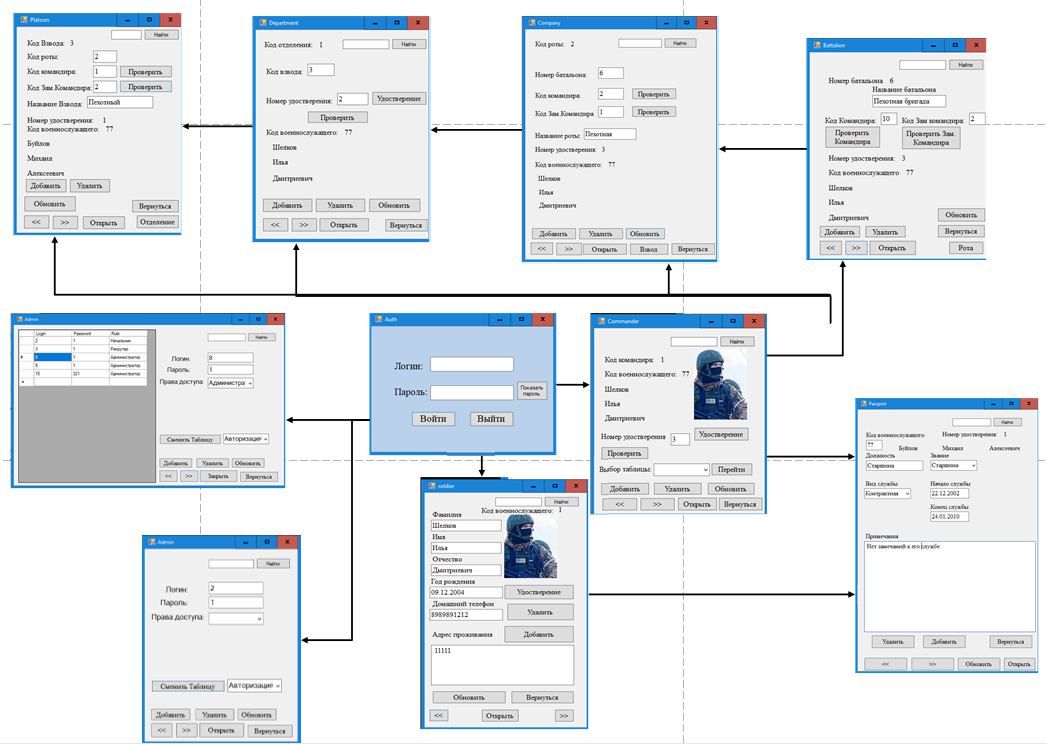 Platoon
Найти
Код Взвода: 3
Код роты: 2
Код командира: 1 Проверить
Код Зам.Командира: 2 Проверить
Название Взвода: Пехотный
Номер удостверения: 1
Код военнослужащего: 77
Буйлов
Михаил
Алексеевич
Добавить Удалить
Обновить Вернуться
<< >> Открыть Отделение
Department
Код отделения: 1 Найти
Код взвода: 3
Номер удостверения: 2 Удостверение
Проверить
Код военнослужащего: 77
Шелков
Илья
Дмитриевич
Добавить Удалить Обновить
<< >> Открыть Вернуться
Company
Код роты: 2 Найти
Номер батальона: 6
Код командира: 2 Проверить
Код Зам.Командира 1 Проверить
Название роты: Пехотная
Номер удостверения: 3
Код военнослужащего: 77
Шелков
Илья
Дмитриевич
Добавить Удалить Обновить
<< >> Открыть Взвод Вернуться
Battalion
Найти
Номер батальона 6
Название батальона
Пехотная бригада
Код Командира: 10 Код Зам командира: 2
Проверить Командира
Проверить Зам. Командира
Номер удостверения: 3
Код военнослужащего 77
Шелков
Илья
Дмитриевич
Обновить
Добавить Удалить Вернуться
<< >> Открыть Рота
Admin
Login Password Role
2 1 Начальник
3 1 Рекрутер
8 1 Администратор
9 1 Администратор
15 321 Администратор
Найти
Логин: 8
Пароль: 1
Права доступа: Администра
Сменить Таблицу Авторизация
Добавить Удалить Обновить
<< >> Закрыть Вернуться
Auth
Логин:
Пароль: Показать пароль
Войти Выйти
Commander
Найти
Код командира: 1
Код военнослужащего: 77
Шелков
Илья
Дмитриевич
Номер удостверения 3 Удостверение
Проверить
Выбор таблицы: Перейти
Добавить Удалить Обновить
<< >> Открыть Вернуться
Passport
Найти
Код военнослужащего Номер удостверения: 1
77 Буйлов Михаил Алексеевич
Должность Звание
Старшина Старшина
Вид службы Начало службы
Контрактная 22.12.2002
Конец службы
24.01.2010
Примечания
Нет замечаний к его службе
Удалить Добавить Вернуться
<< >> Обновить Открыть
Admin
Найти
Логин: 2
Пароль: 1
Права доступа:
Сменить Таблицу Авторизация
Добавить Удалить Обновить
<< >> Открыть Вернуться
soldier
Найти
Код военнослужащего: 1
Фамилия
Шелков
Имя
Илья
Отчество
Дмитриевич
Год рождения
09.12.2004 Удостверение
Домашний телефон
8989891212 Удалить
Адрес проживания Добавить
11111
Обновить Вернуться
<< Открыть >>